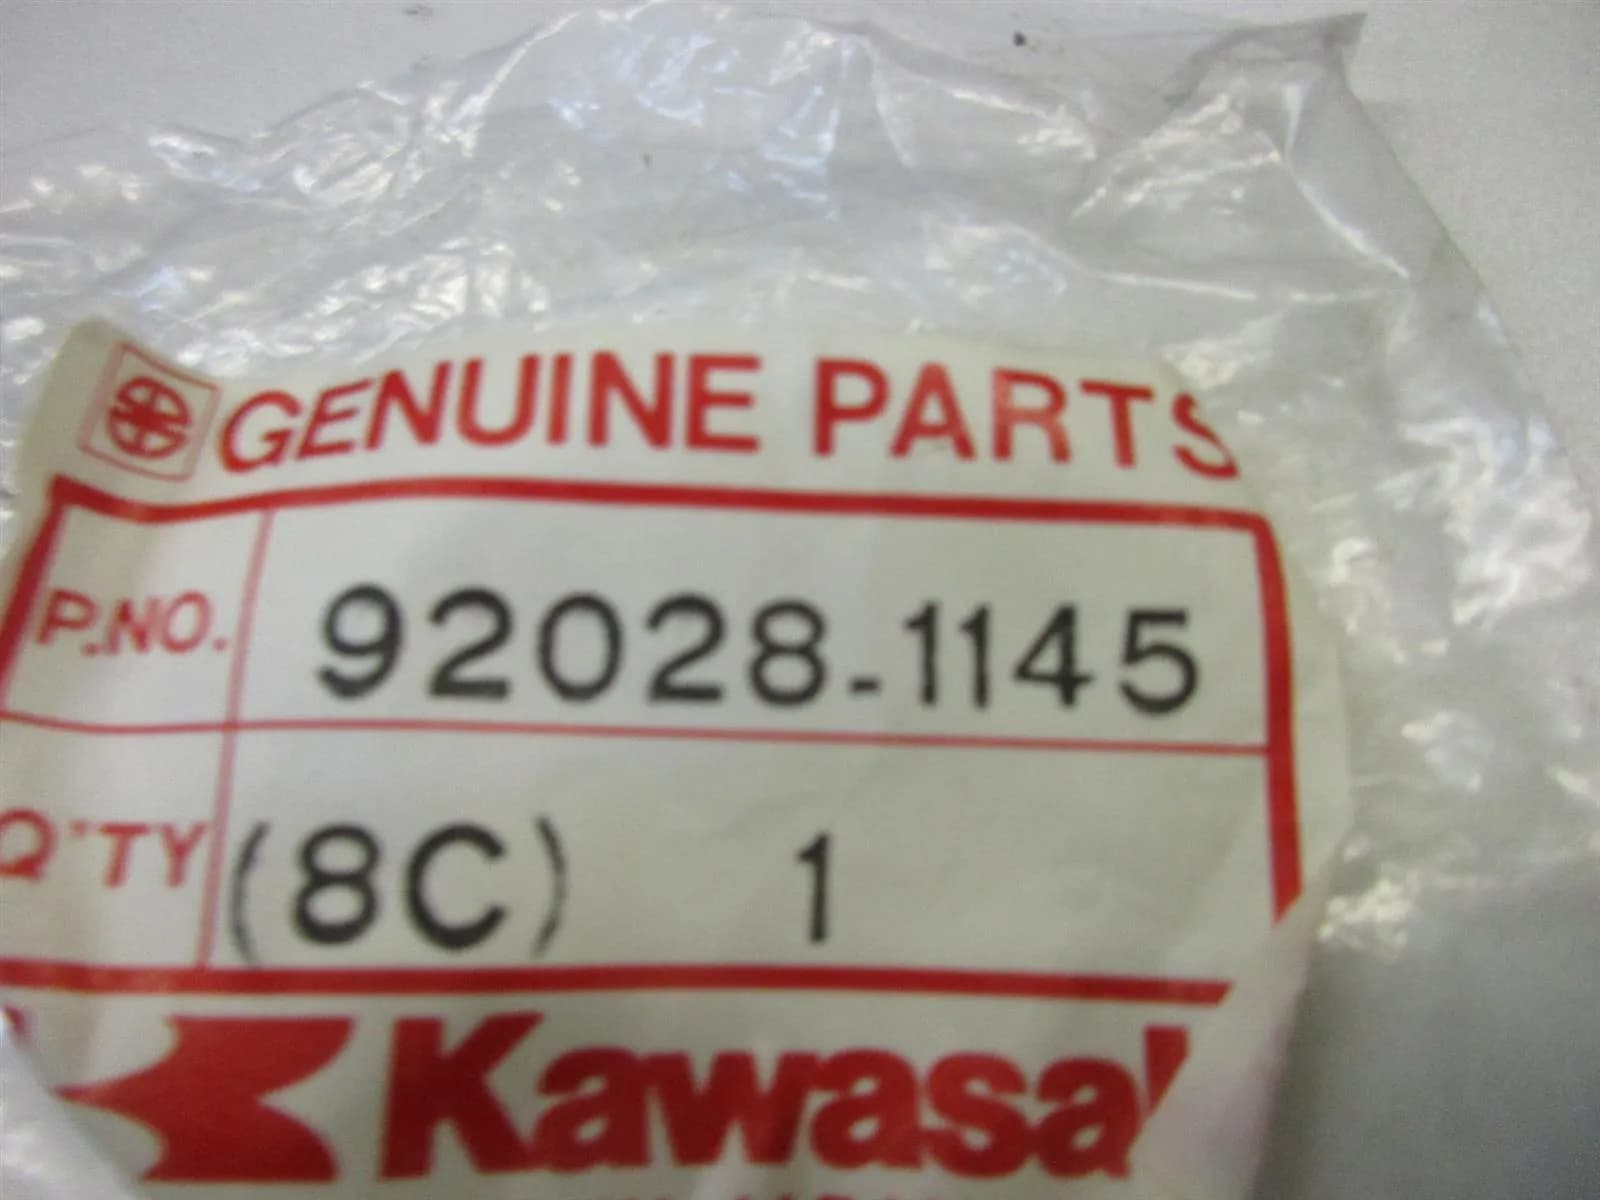 GENUINE PARTS
P.NO. 92028-1145
Q'TY (8C) 1
Kawasa